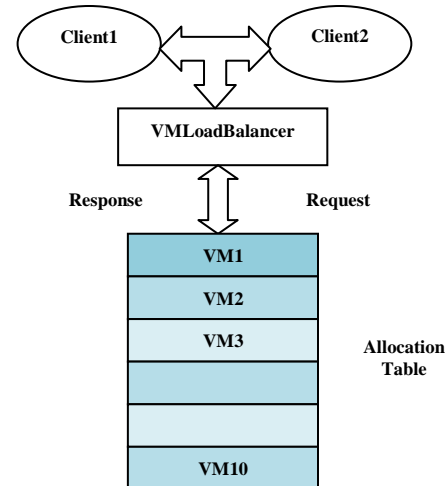 Client1
Client2
VMLoadBalancer
Response
Request
VM1
VM2
VM3
Allocation
Table
VM10